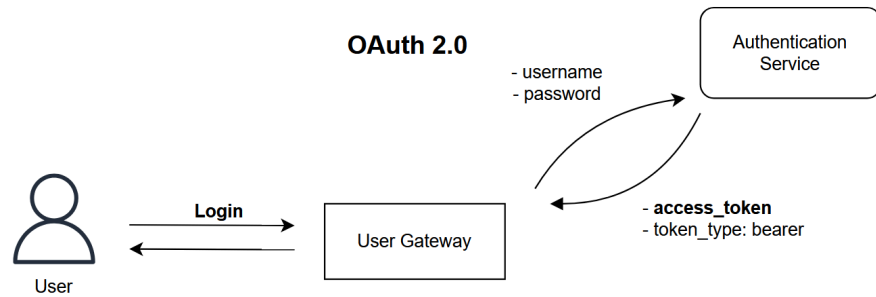 OAuth 2.0
Authentication
Service
- username
- password
Login
User Gateway
- access_token
- token_type: bearer
User